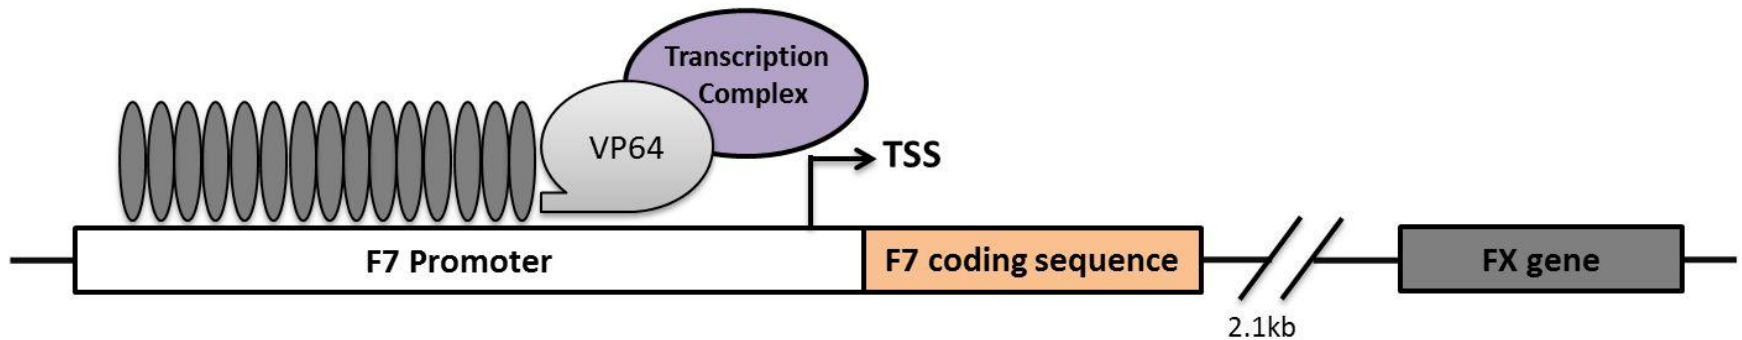 Transcription
Complex
VP64
TSS
F7 Promoter
F7 coding sequence
FX gene
2.1kb